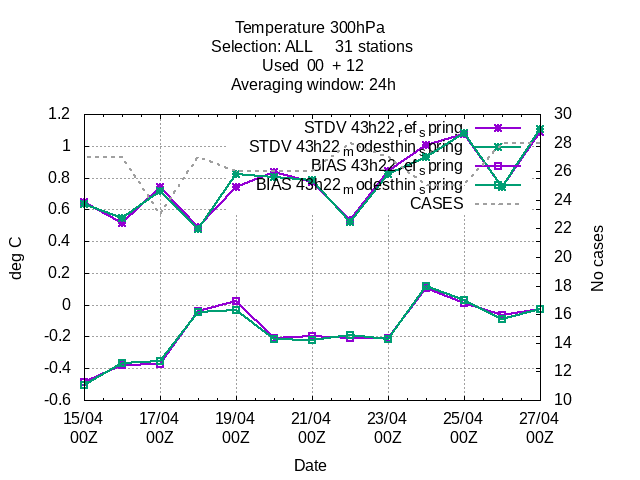 Temperature 300hPa
Selection: ALL     31 stations
Used  00  + 12
Averaging window: 24h
STDV 43h22_ref_spring
STDV 43h22_modesthin_spring
BIAS 43h22_ref_spring
BIAS 43h22_modesthin_spring
CASES
1.2
1
0.8
0.6
0.4
0.2
0
-0.2
-0.4
-0.6
deg C
30
28
26
24
22
20
18
16
14
12
10
No cases
15/04 17/04 19/04 21/04 23/04 25/04 27/04
00Z 00Z 00Z 00Z 00Z 00Z 00Z
Date